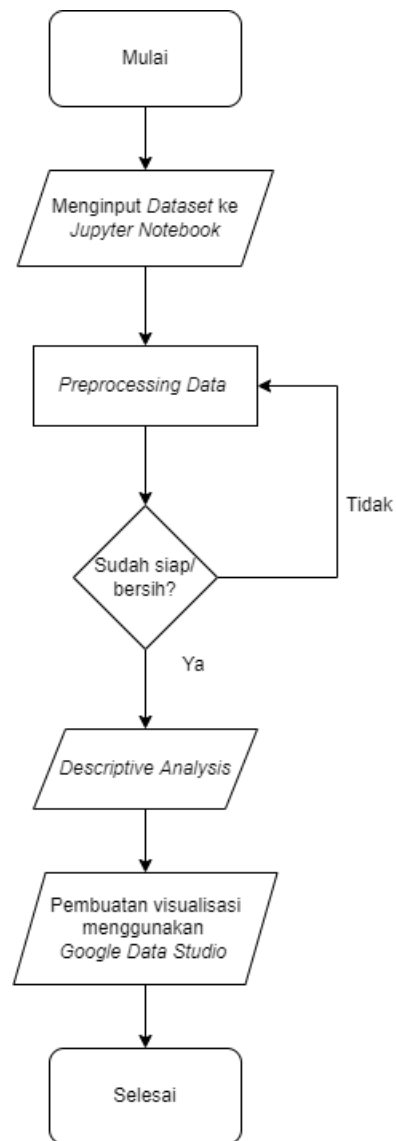 Mulai
Menginput Dataset ke
Jupyter Notebook
Preprocessing Data
Tidak
Sudah siap/
bersih?
Ya
Descriptive Analysis
Pembuatan visualisasi
menggunakan
Google Data Studio
Selesai